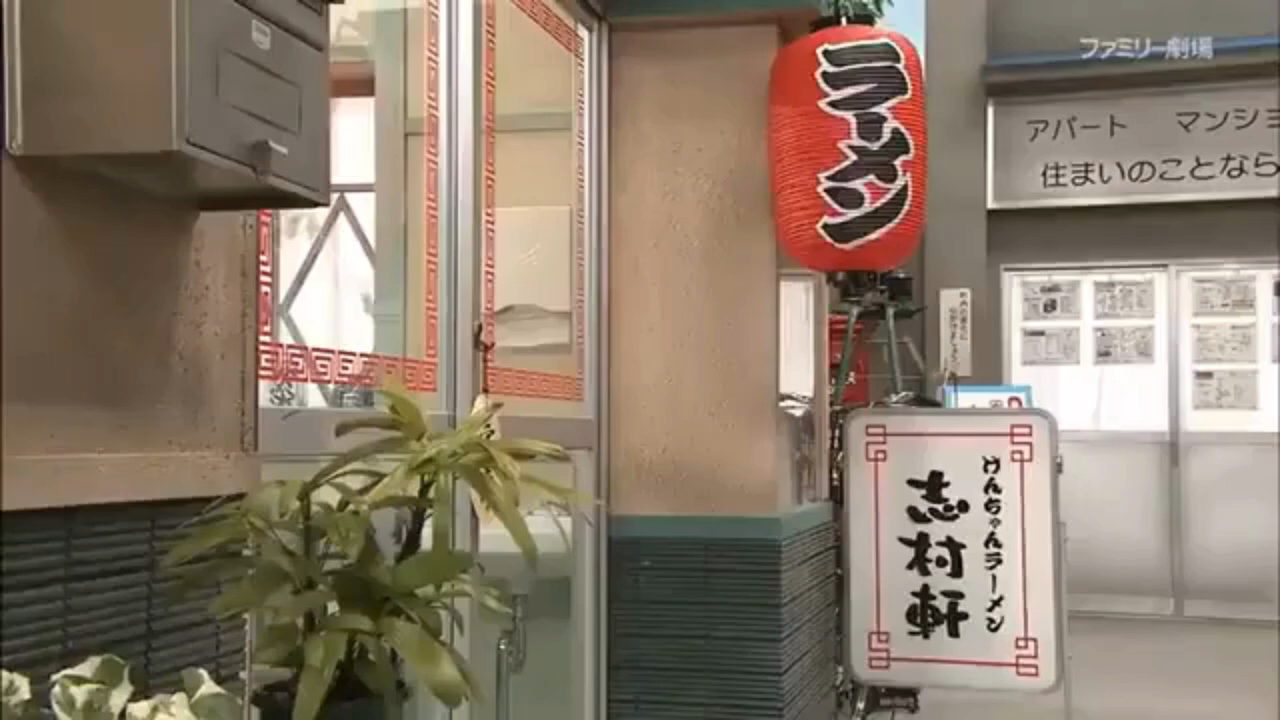 ファミリー劇場
ラーメン
アパート　マンショ
住まいのことなら
けんちゃんラーメン
志村軒